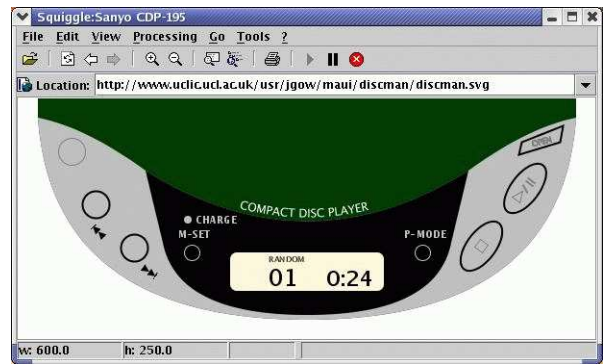 Squiggle:Sanyo CDP-195
File Edit View Processing Go Tools ?
Location: http://www.uclic.ucl.ac.uk/usr/jgow/maui/discman/discman.svg
OPEN
COMPACT DISC PLAYER
CHARGE
M-SET
P-MODE
RANDOM
01 0:24
w: 600.0 h: 250.0